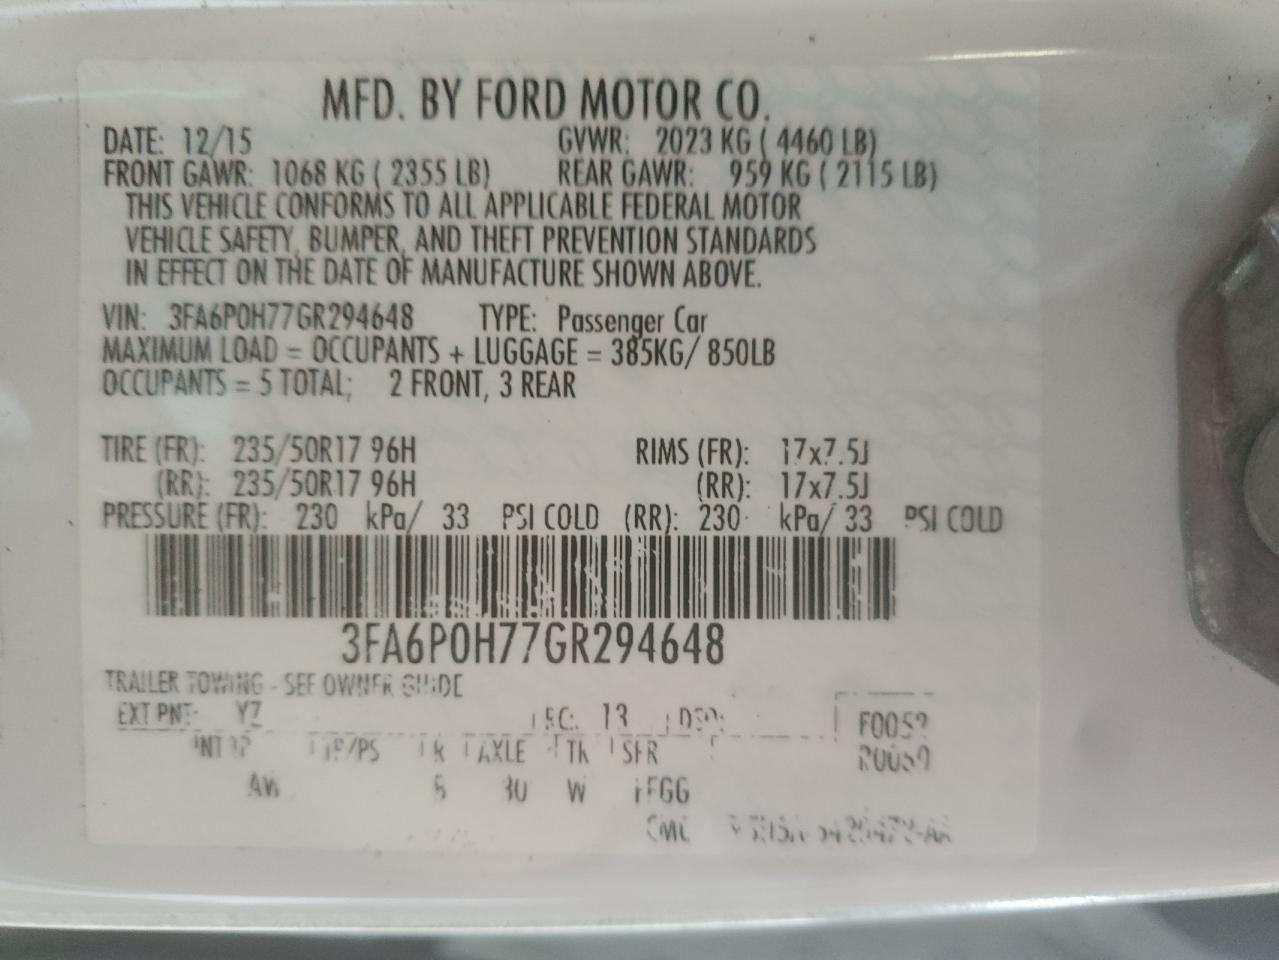 MFD. BY FORD MOTOR CO.
DATE: 12/15 GVWR: 2023 KG ( 4460 LB)
FRONT GAWR: 1068 KG ( 2355 LB) REAR GAWR: 959 KG ( 2115 LB)
THIS VEHICLE CONFORMS TO ALL APPLICABLE FEDERAL MOTOR
VEHICLE SAFETY, BUMPER, AND THEFT PREVENTION STANDARDS
IN EFFECT ON THE DATE OF MANUFACTURE SHOWN ABOVE.
VIN: 3FA6P0H77GR294648 TYPE: Passenger Car
MAXIMUM LOAD = OCCUPANTS + LUGGAGE = 385KG/ 850LB
OCCUPANTS = 5 TOTAL; 2 FRONT, 3 REAR
TIRE (FR): 235/50R17 96H RIMS (FR): 17x7.5J
(RR): 235/50R17 96H (RR): 17x7.5J
PRESSURE (FR): 230 kPa/ 33 PSI COLD (RR): 230 kPa/ 33 PSI COLD
3FA6P0H77GR294648
TRAILER TOWING - SEE OWNER GUIDE
EXT PNT: YZ 13
AXLE
W